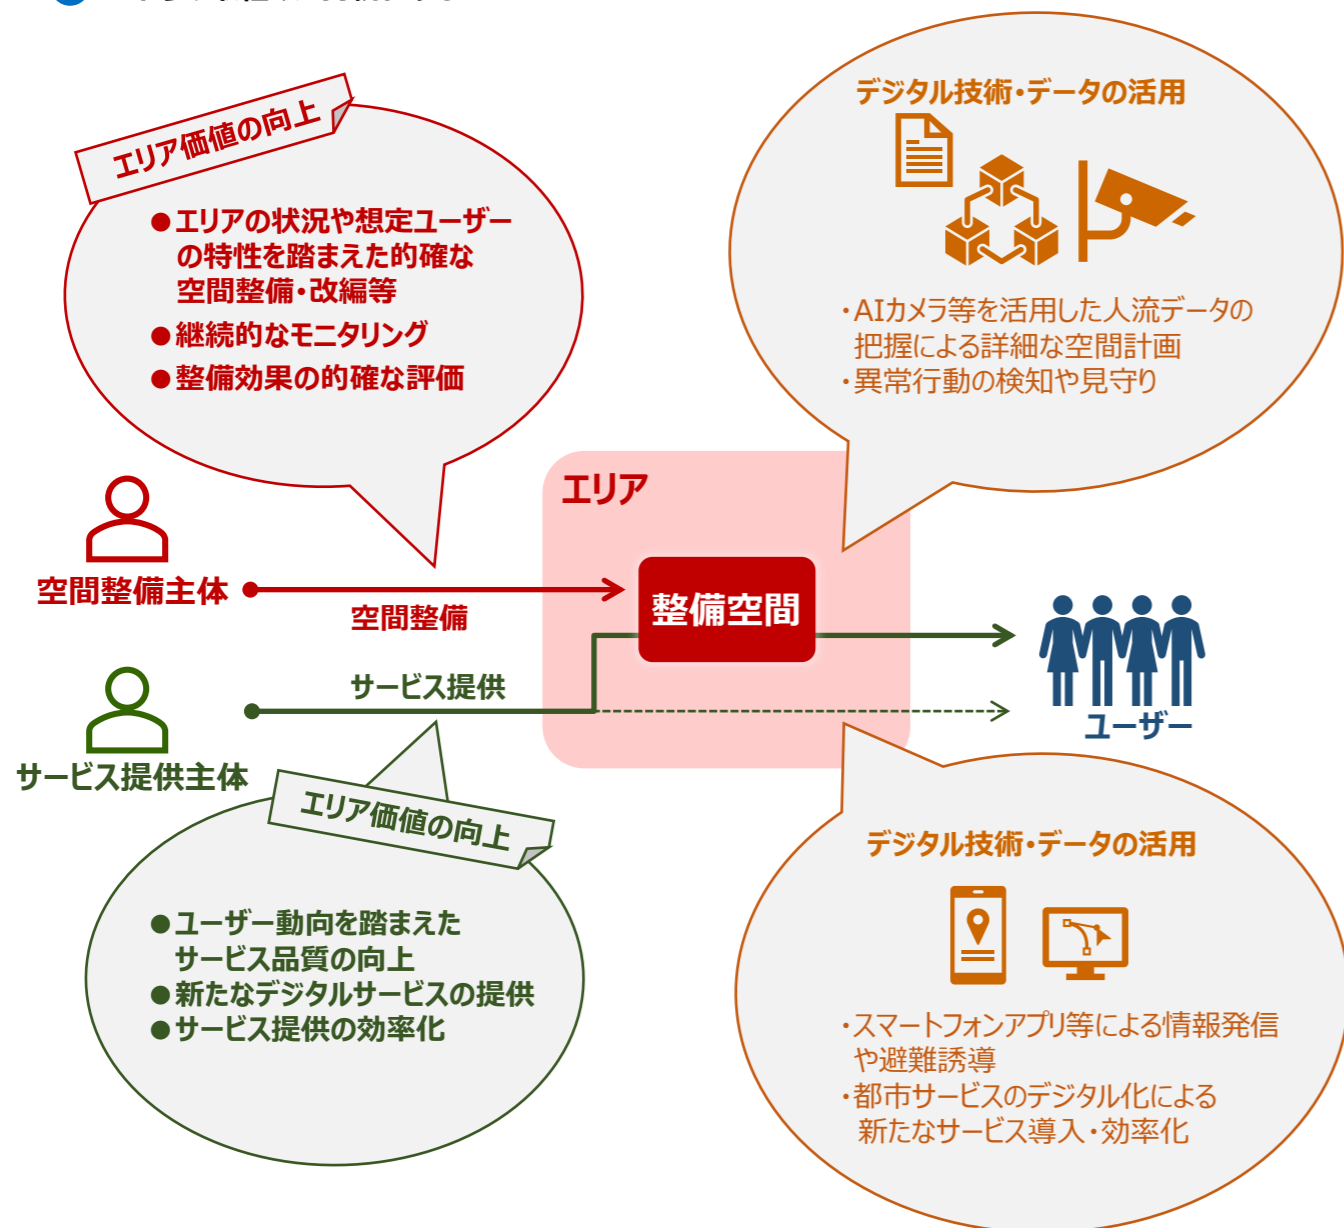 エリア価値の向上
●エリアの状況や想定ユーザー
の特性を踏まえた的確な
空間整備・改編等
●継続的なモニタリング
●整備効果の的確な評価
デジタル技術・データの活用
・AIカメラ等を活用した人流データの
把握による詳細な空間計画
・異常行動の検知や見守り
エリア
空間整備主体
空間整備
整備空間
サービス提供
サービス提供主体
ユーザー
エリア価値の向上
●ユーザー動向を踏まえた
サービス品質の向上
●新たなデジタルサービスの提供
●サービス提供の効率化
デジタル技術・データの活用
・スマートフォンアプリ等による情報発信
や避難誘導
・都市サービスのデジタル化による
新たなサービス導入・効率化